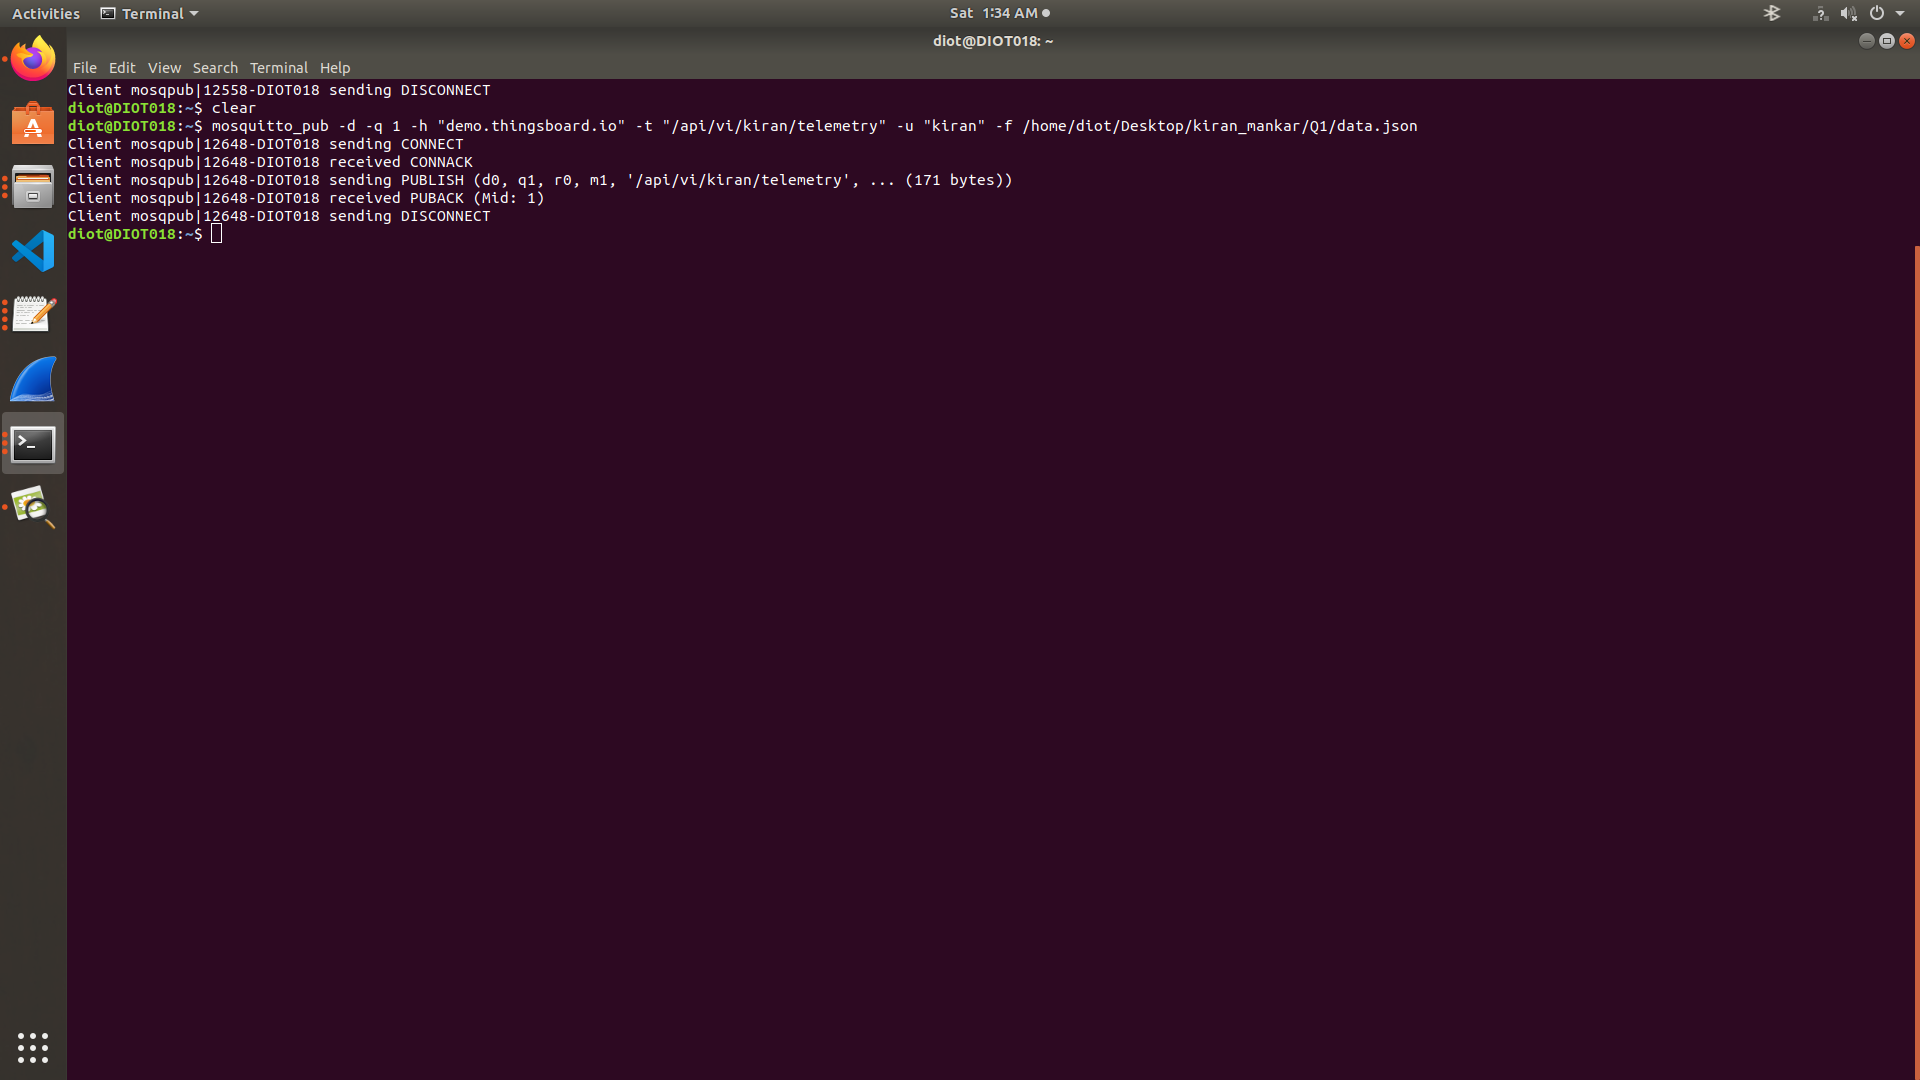 Activities Terminal Sat 1:34 AM
diot@DIOT018: ~
File Edit View Search Terminal Help
Client mosqpub|12558-DIOT018 sending DISCONNECT
diot@DIOT018:~$ clear
diot@DIOT018:~$ mosquitto_pub -d -q 1 -h "demo.thingsboard.io" -t "/api/vi/kiran/telemetry" -u "kiran" -f /home/diot/Desktop/kiran_mankar/Q1/data.json
Client mosqpub|12648-DIOT018 sending CONNECT
Client mosqpub|12648-DIOT018 received CONNACK
Client mosqpub|12648-DIOT018 sending PUBLISH (d0, q1, r0, m1, '/api/vi/kiran/telemetry', ... (171 bytes))
Client mosqpub|12648-DIOT018 received PUBACK (Mid: 1)
Client mosqpub|12648-DIOT018 sending DISCONNECT
diot@DIOT018:~$